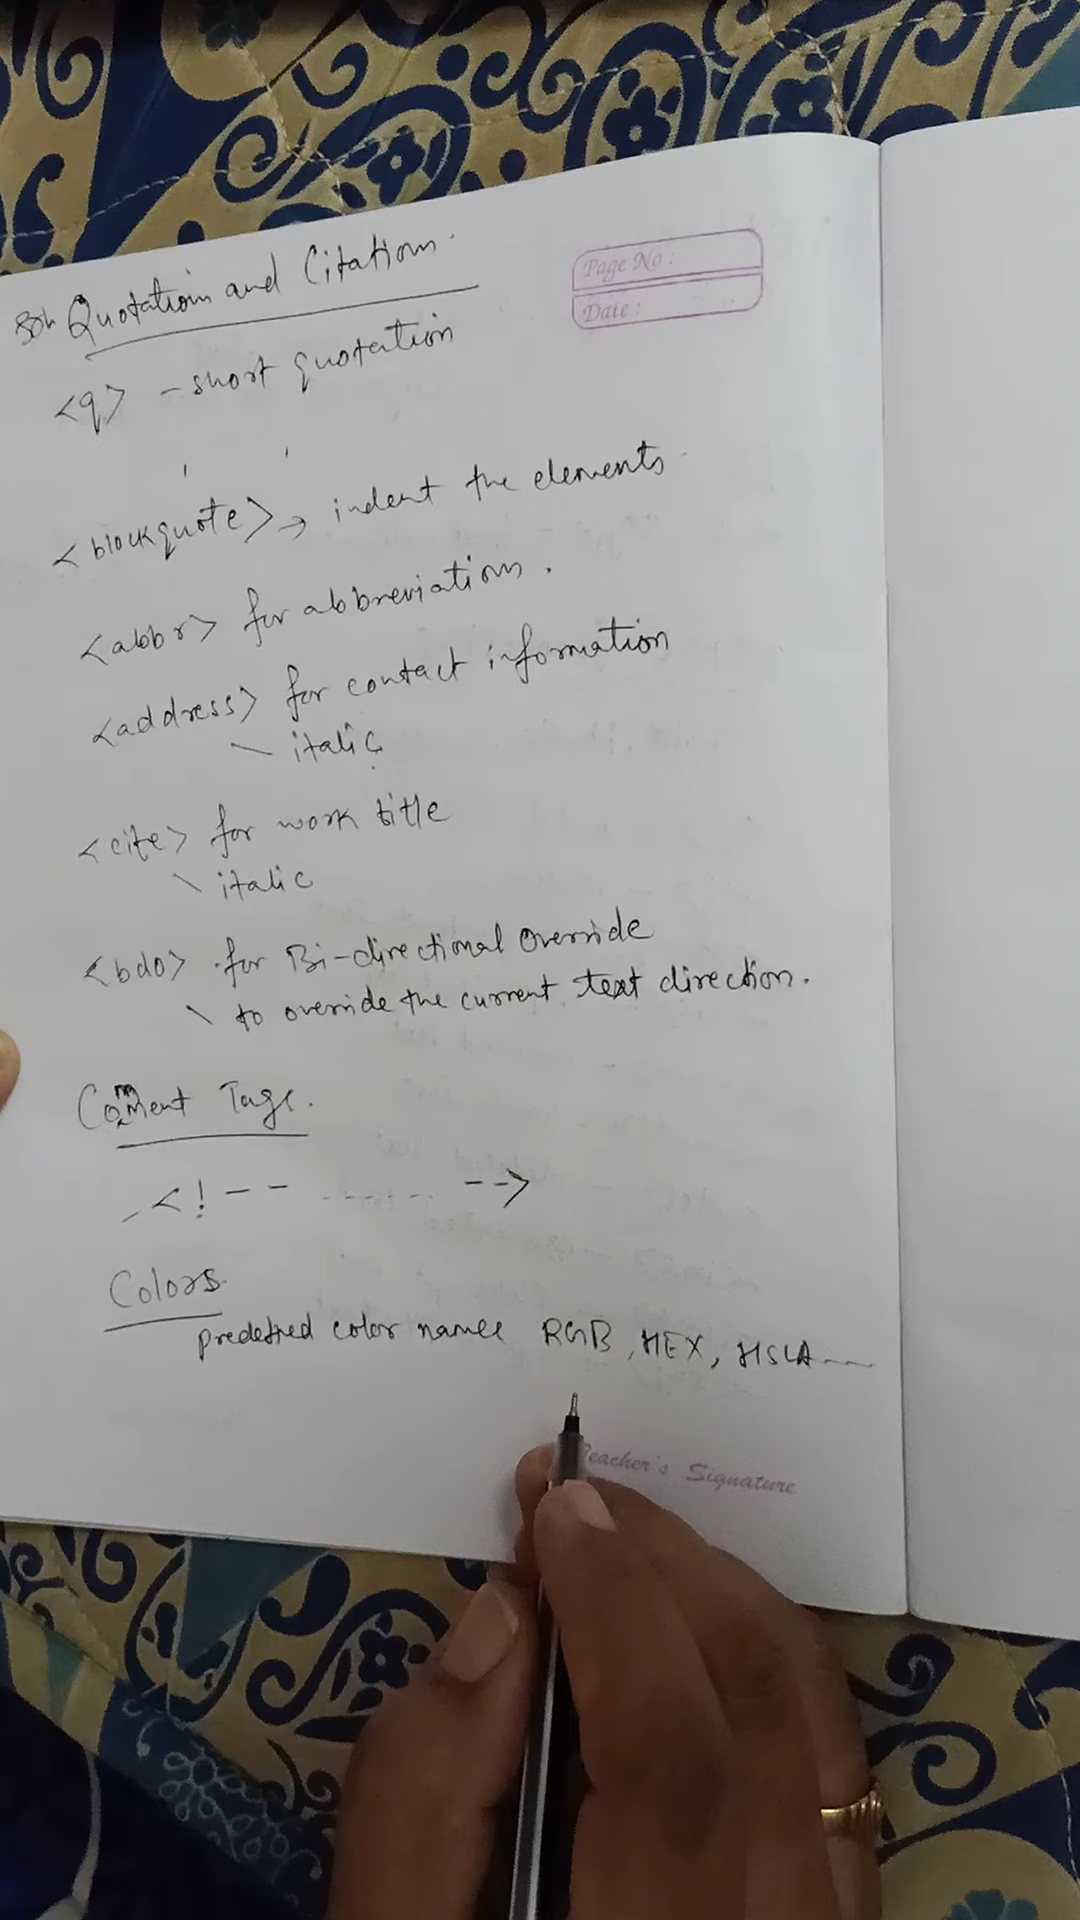 Quotation and Citation.
Page No :
Date :
<q> - short quotation
<blockquote> → indent the elements
<abbr> for abbreviations.
<address> for contact information
\ italic
<cite> for work title
\ italic
<bdo> for Bi-directional override
\ to override the current text direction.
Comment Tags.
<!-- ------- -->
Colors
predefined color names RGB, HEX, HSLA ----
Teacher's Signature